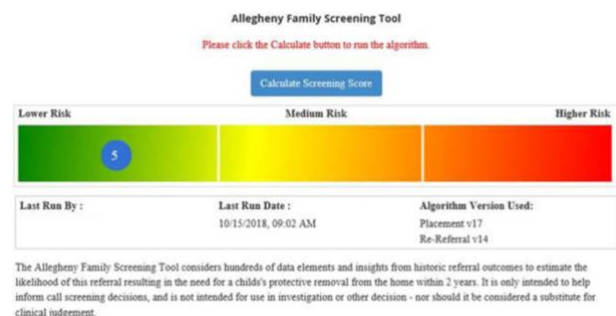 Allegheny Family Screening Tool
Please click the Calculate button to run the algorithm.
Calculate Screening Score
Lower Risk Medium Risk Higher Risk
5
Last Run By : Last Run Date : Algorithm Version Used:
10/15/2018, 09:02 AM Placement v17
Re-Referral v14
The Allegheny Family Screening Tool considers hundreds of data elements and insights from historic referral outcomes to estimate the
likelihood of this referral resulting in the need for a childs's protective removal from the home within 2 years. It is only intended to help
inform call screening decisions, and is not intended for use in investigation or other decision - nor should it be considered a substitute for
clinical judgement.